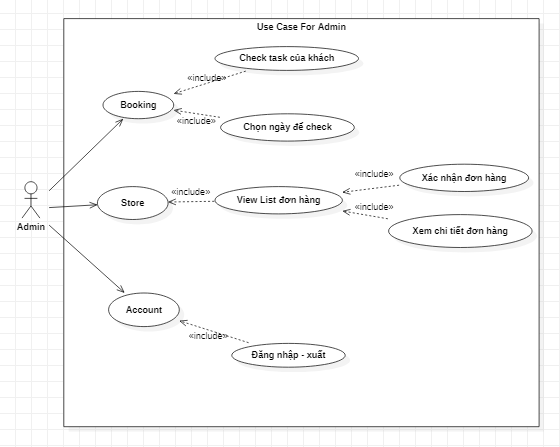 Use Case For Admin
Check task của khách
«include»
Booking
«include»
Chọn ngày để check
Xác nhận đơn hàng
«include»
«include»
Store
View List đơn hàng
«include»
Xem chi tiết đơn hàng
Admin
Account
«include»
Đăng nhập - xuất